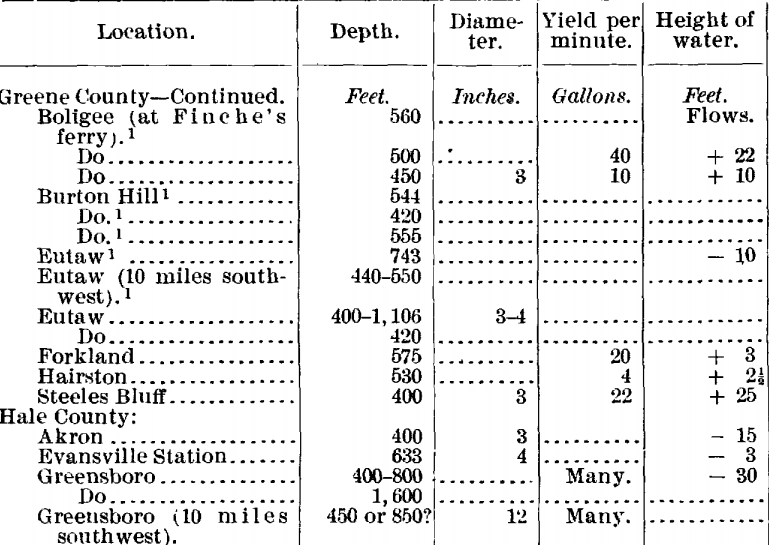 Location. Depth. Diame- Yield per Height of
ter. minute. water.
Greene County—Continued. Feet. Inches. Gallons. Feet.
Boligee (at Finche's 560 .......... .......... Flows.
ferry).1
Do.................... 500 .......... 40 + 22
Do.................... 450 3 10 + 10
Burton Hill1 ............ 544 .......... .......... ............
Do.1 ................. 420 .......... .......... ............
Do.1 ................. 555 .......... .......... ............
Eutaw1 ................. 743 .......... .......... — 10
Eutaw (10 miles south- 440-550 .......... .......... ............
west).1
Eutaw................... 400-1,106 3-4 .......... ............
Do.................... 420 .......... .......... ............
Forkland................ 575 .......... 20 + 3
Hairston................. 530 .......... 4 + 2½
Steeles Bluff............. 400 3 22 + 25
Hale County:
Akron ................... 400 3 .......... — 15
Evansville Station....... 633 4 .......... — 3
Greensboro ............. 400-800 .......... Many. — 30
Do.................... 1,600 .......... .......... ............
Greensboro (10 miles 450 or 850? 12 Many. ............
southwest).